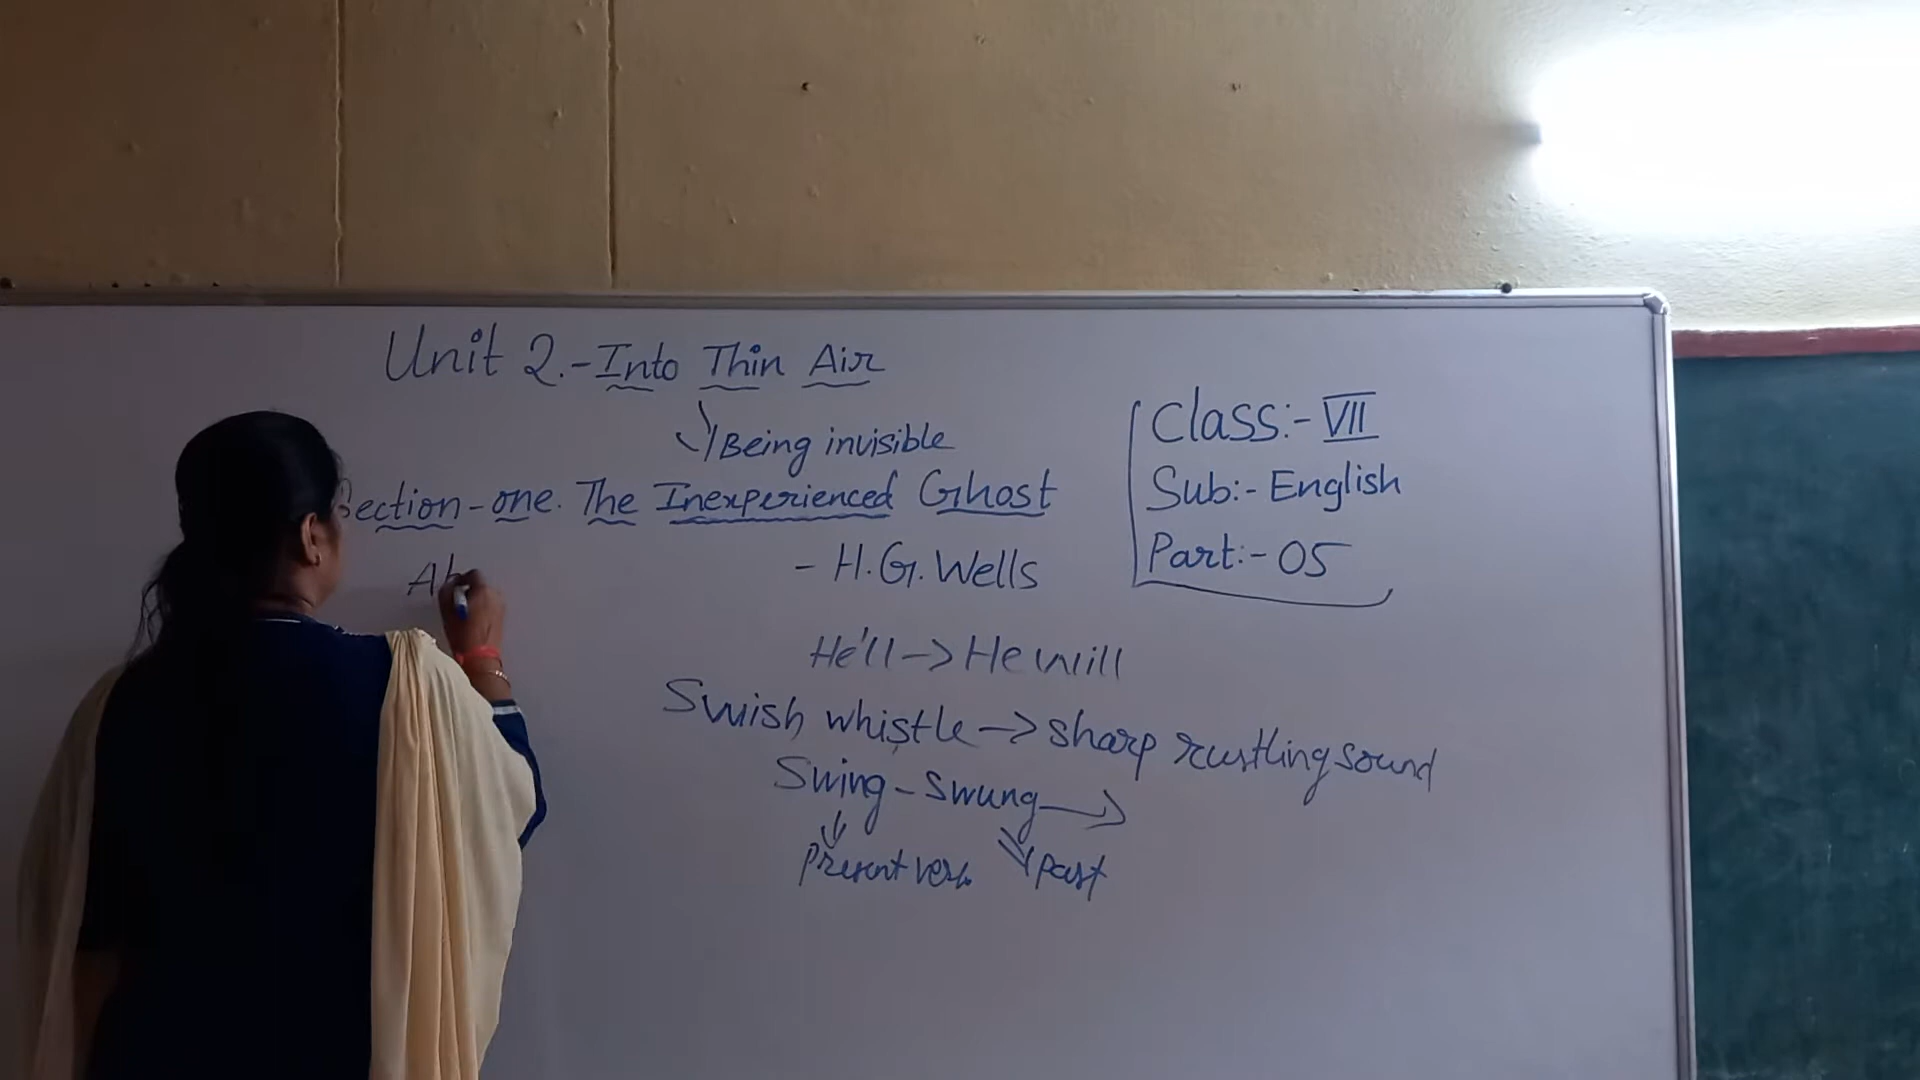 Unit 2.- Into Thin Air
Being invisible
Section-one. The Inexperienced Ghost
- H.G. Wells
Class:- VII
Sub:- English
Part:- 05
He'll -> He will
Swish whistle -> sharp rustling sound
Swing - Swung ->
present verb past